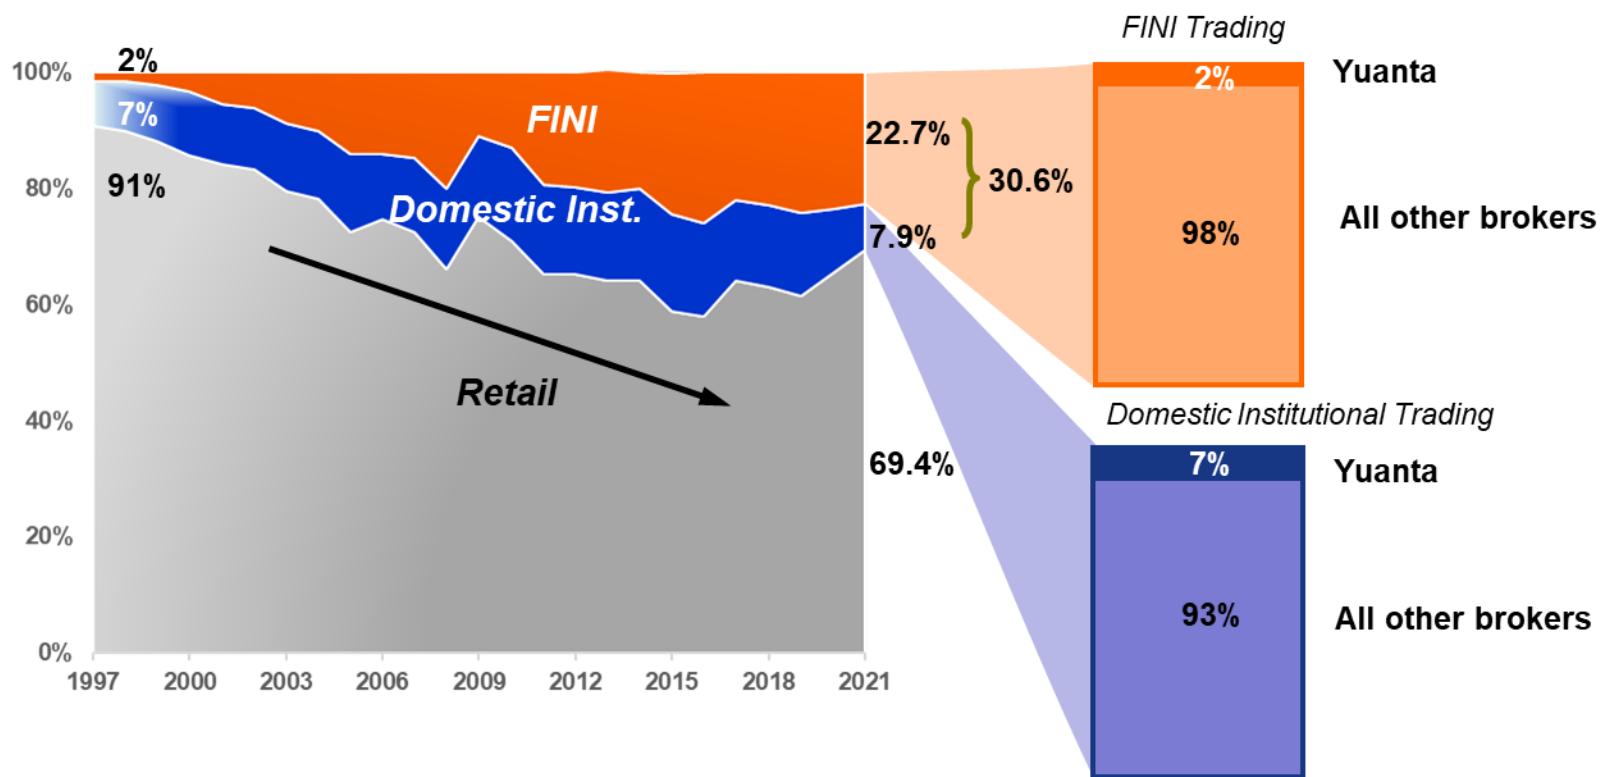 FINI Trading
2%
100%
2%
Yuanta
7%
FINI
22.7%
80%
91%
30.6%
Domestic Inst.
7.9%
98%
All other brokers
60%
Retail
40%
Domestic Institutional Trading
69.4%
7%
Yuanta
20%
93%
All other brokers
0%
1997 2000 2003 2006 2009 2012 2015 2018 2021